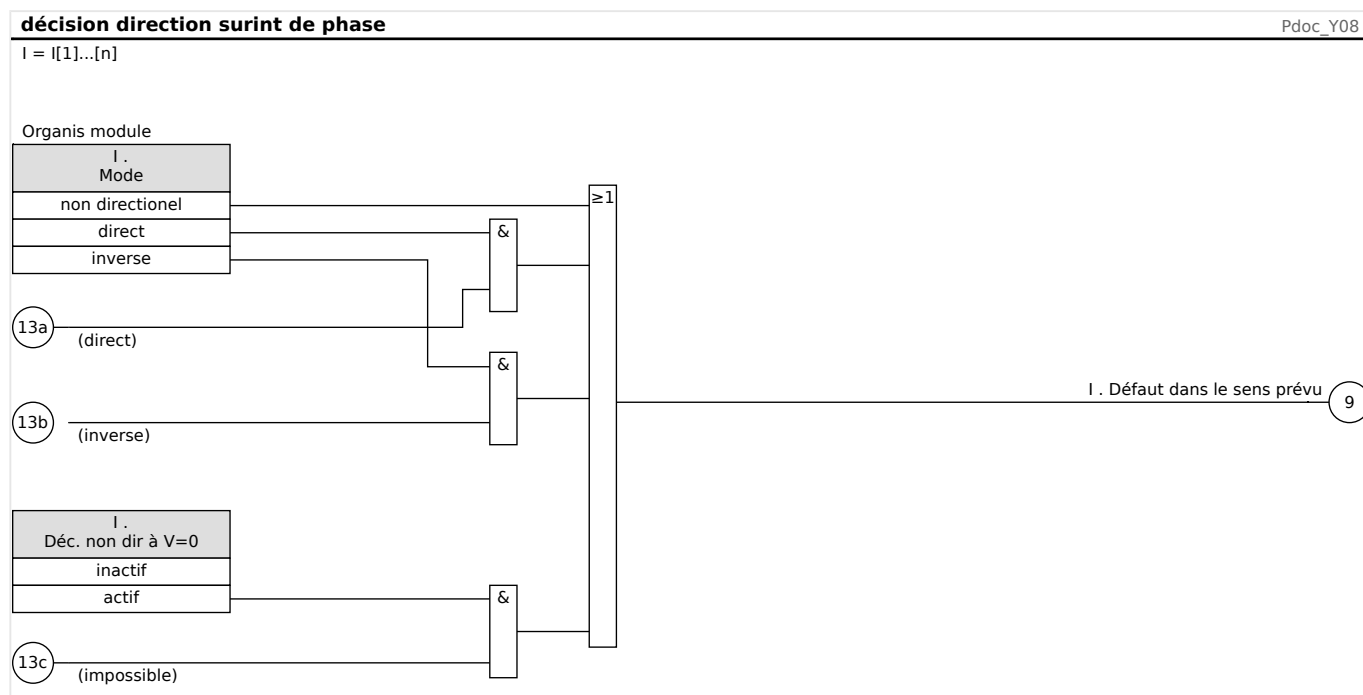 décision direction surint de phase
Pdoc_Y08
I = I[1]...[n]
Organis module
I .
Mode
non directionel
direct
inverse
≥1
&
13a
(direct)
&
13b
(inverse)
I . Défaut dans le sens prévu
9
I .
Déc. non dir à V=0
inactif
actif
&
13c
(impossible)